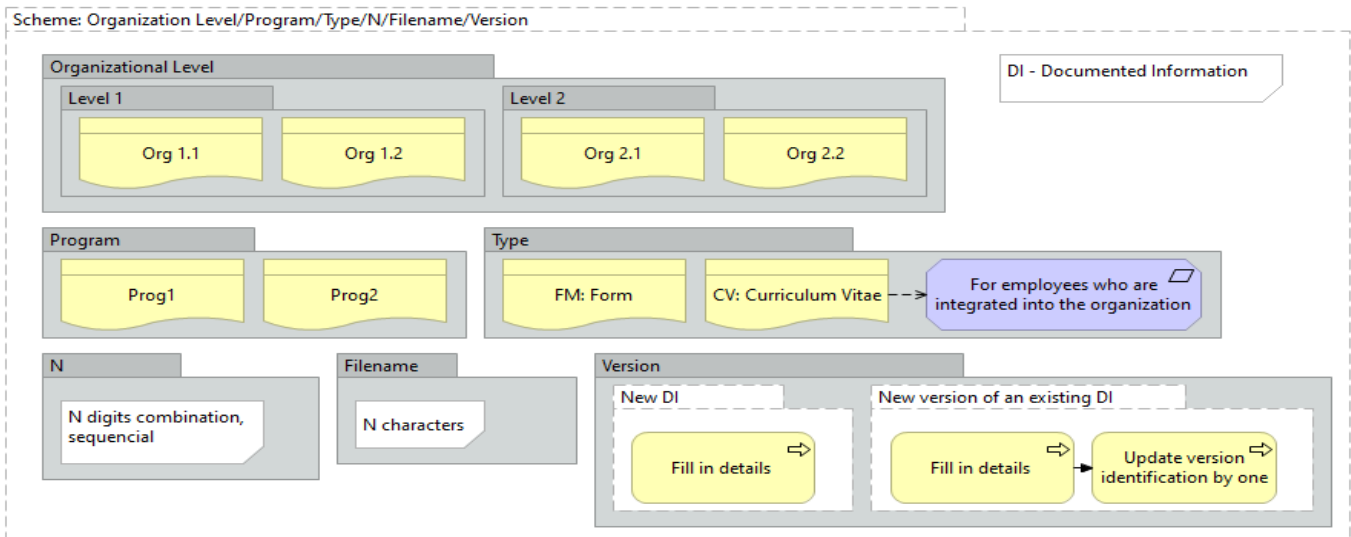 Scheme: Organization Level/Program/Type/N/Filename/Version
Organizational Level
DI - Documented Information
Level 1
Level 2
Org 1.1
Org 1.2
Org 2.1
Org 2.2
Program
Type
Prog1
Prog2
FM: Form
CV: Curriculum Vitae
For employees who are
integrated into the organization
N
Filename
Version
N digits combination,
sequencial
N characters
New DI
New version of an existing DI
Fill in details
Fill in details
Update version
identification by one